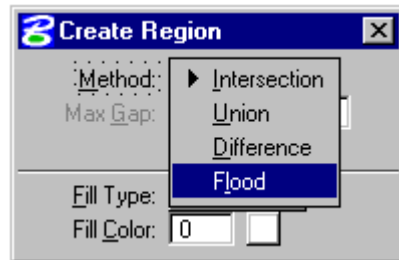 Create Region
Method: Intersection
Max Gap: Union
Difference
Flood
Fill Type:
Fill Color: 0